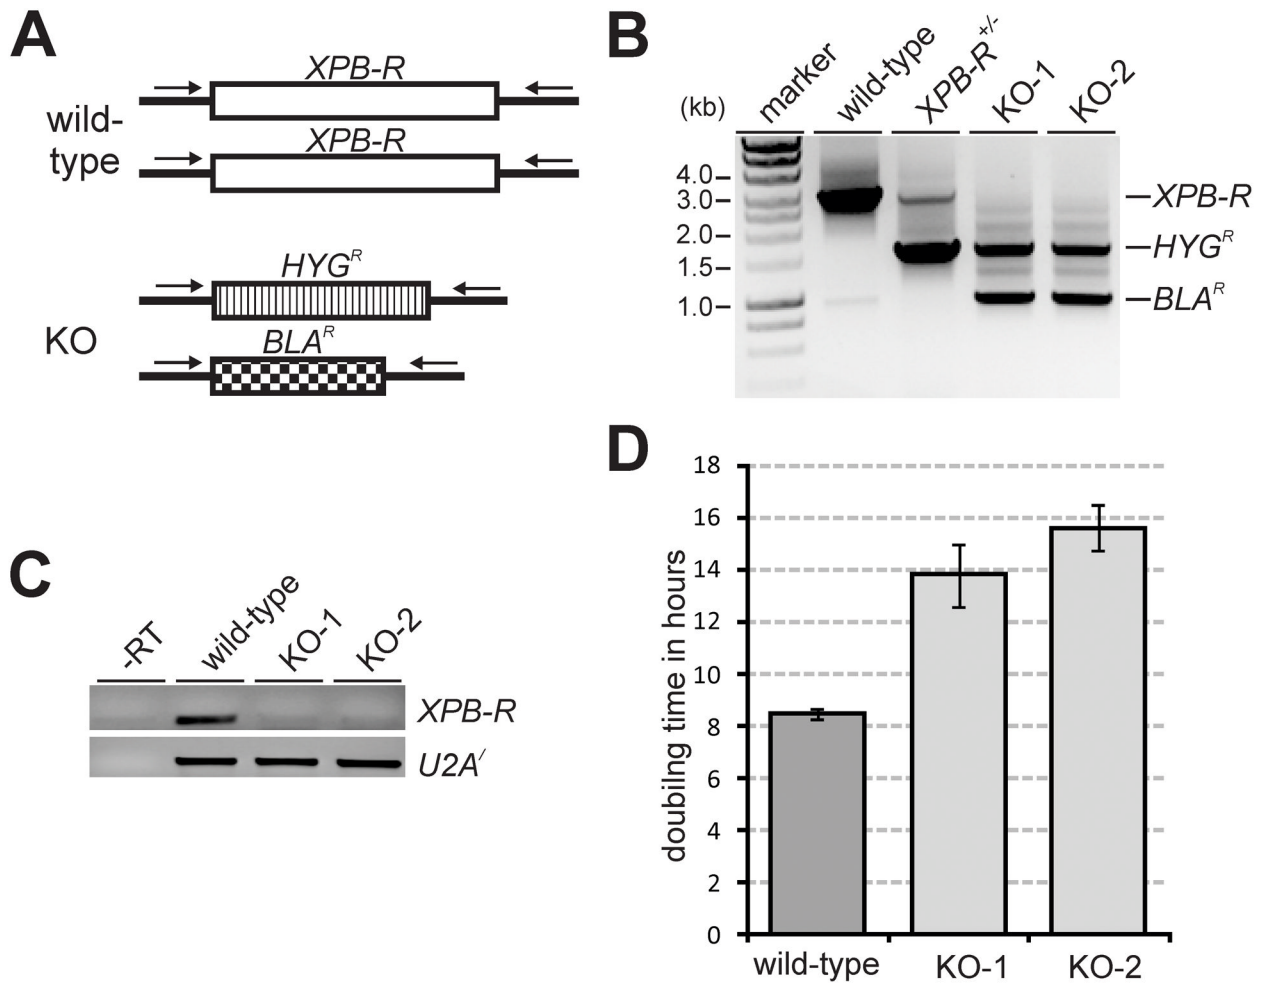 A
XPB-R
wild-
type
XPB-R
HYG^R
KO
BLA^R
B
(kb)
marker
wild-type
XPB-R^+/-
KO-1
KO-2
4.0
3.0
2.0
1.5
1.0
XPB-R
HYG^R
BLA^R
C
-RT
wild-type
KO-1
KO-2
XPB-R
U2A′
D
doubilng time in hours
18
16
14
12
10
8
6
4
2
0
wild-type
KO-1
KO-2